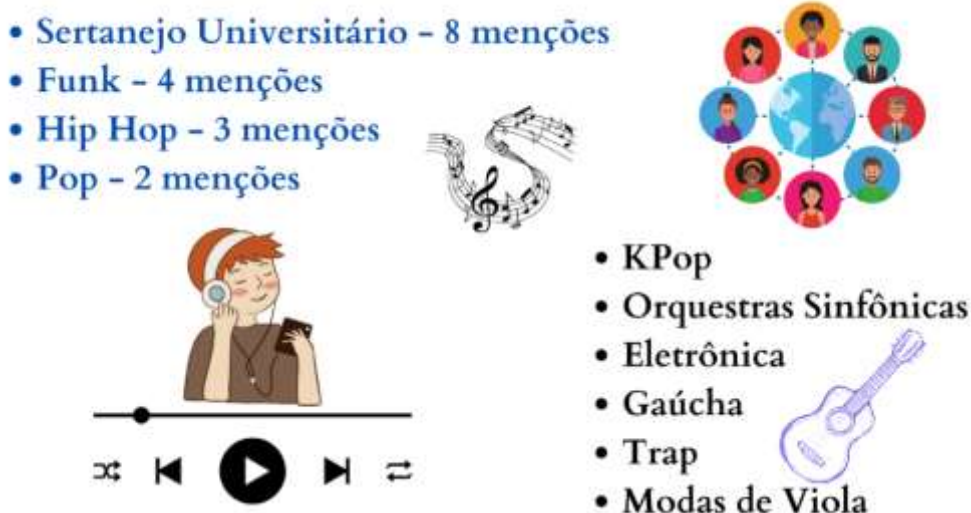 • Sertanejo Universitário - 8 menções
• Funk - 4 menções
• Hip Hop - 3 menções
• Pop - 2 menções
• KPop
• Orquestras Sinfônicas
• Eletrônica
• Gaúcha
• Trap
• Modas de Viola